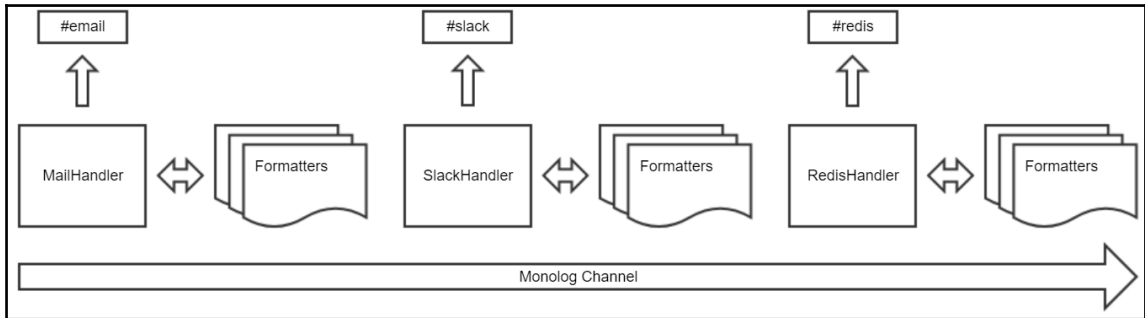 #email
#slack
#redis
MailHandler
Formatters
SlackHandler
Formatters
RedisHandler
Formatters
Monolog Channel